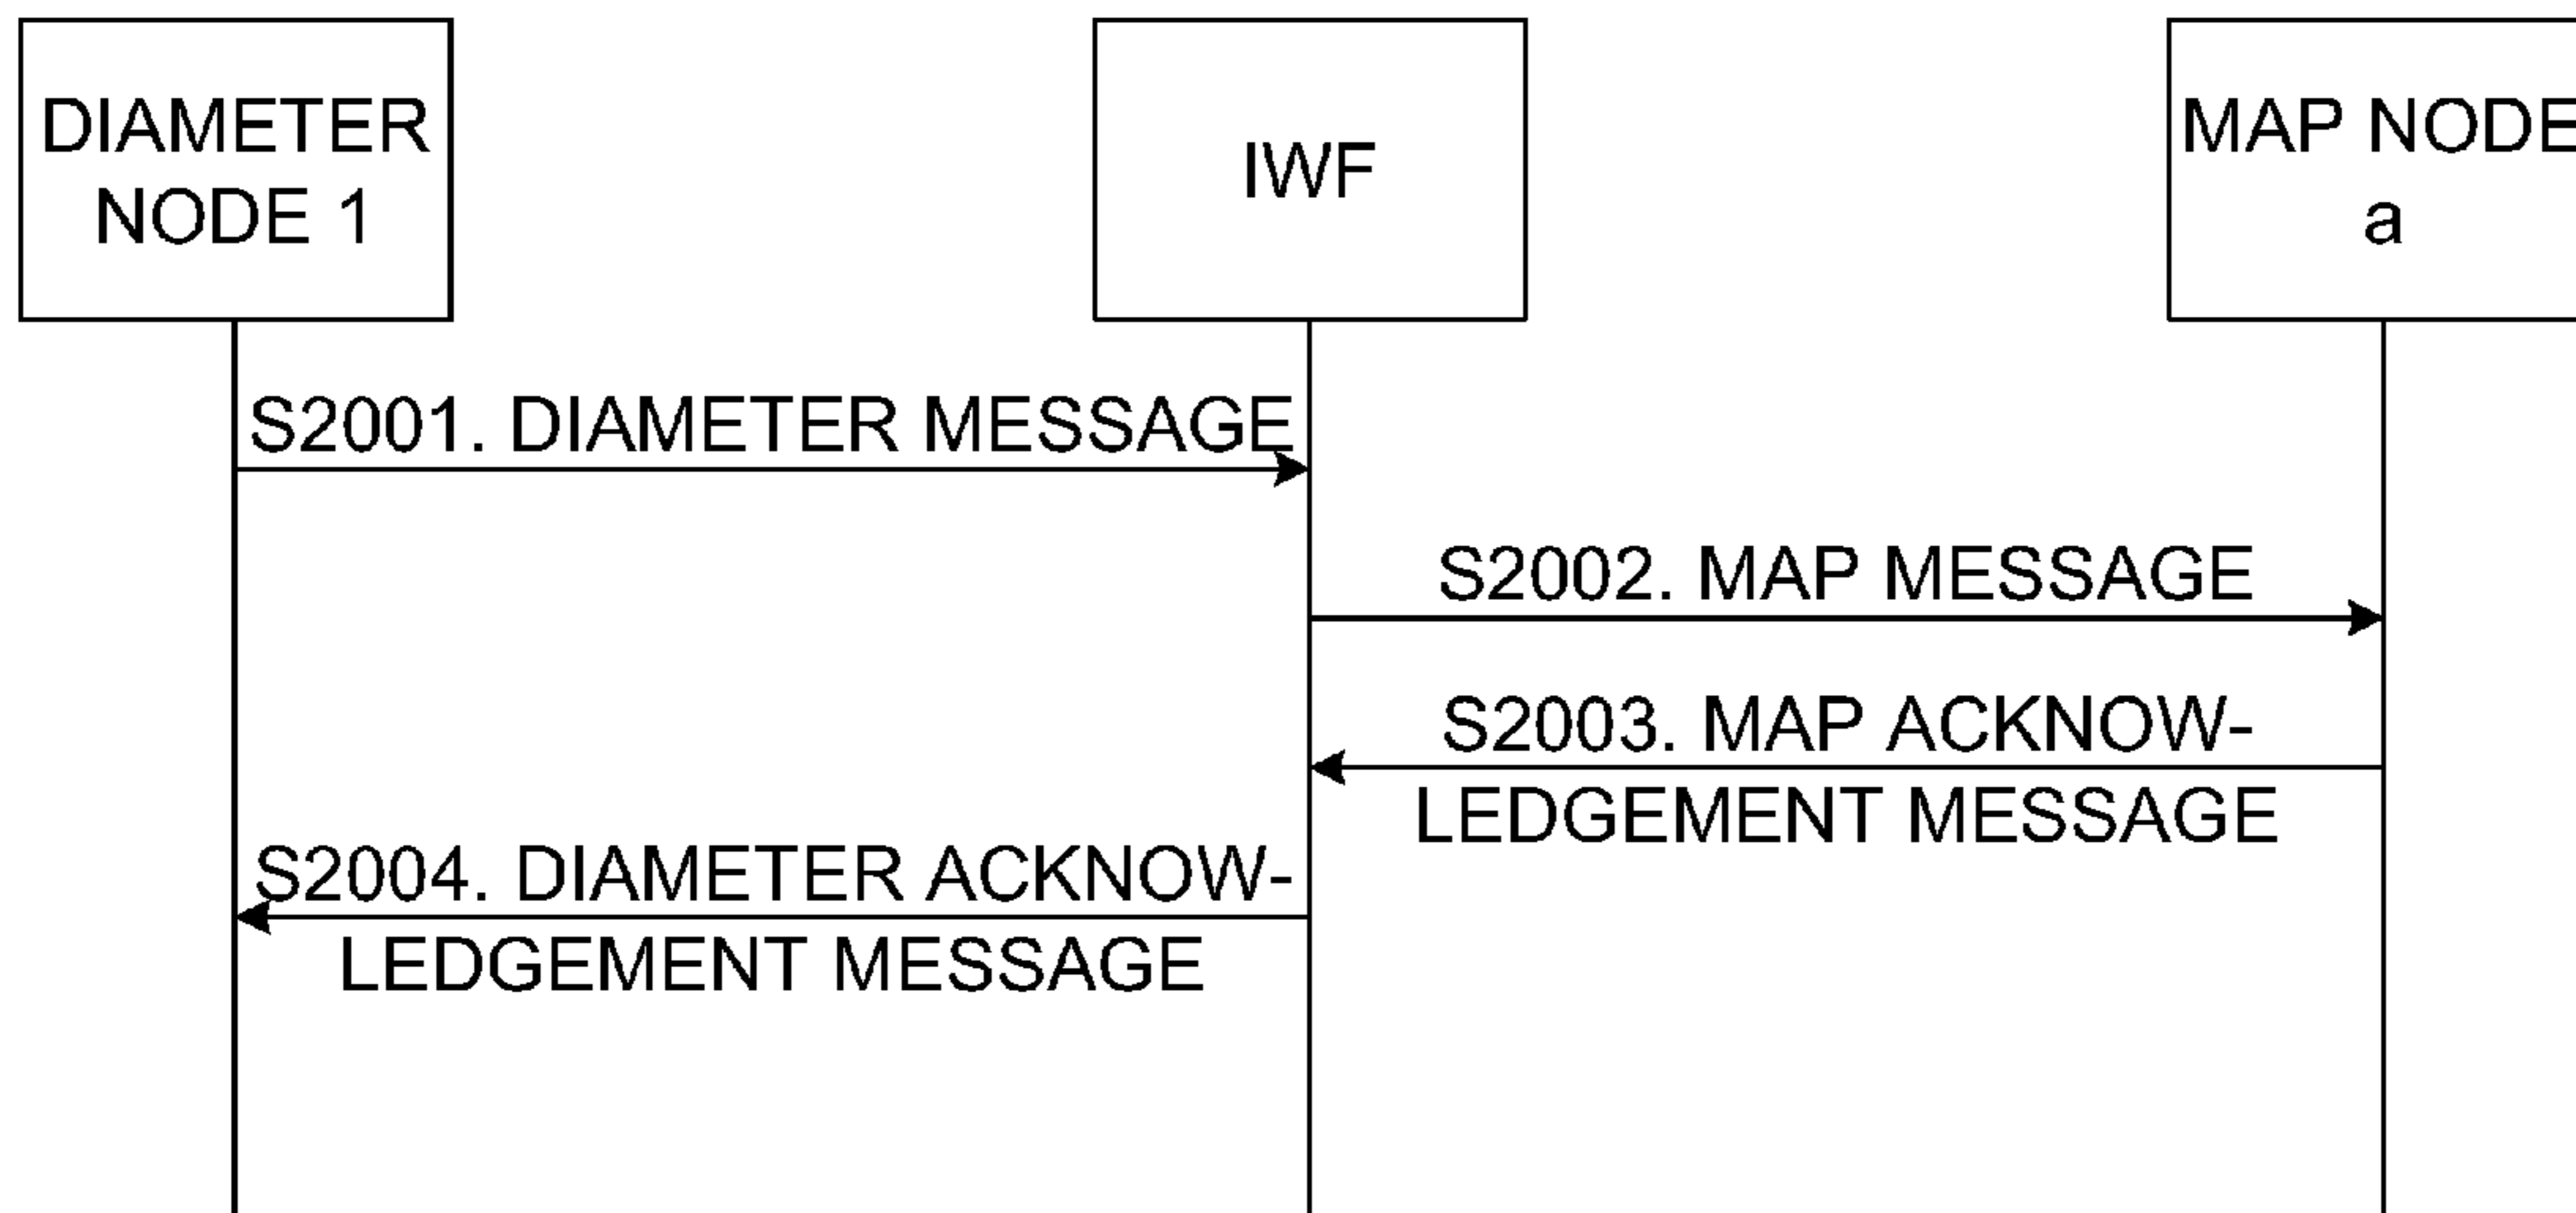 DIAMETER
NODE 1
IWF
MAP NODE
a
S2001. DIAMETER MESSAGE
S2002. MAP MESSAGE
S2003. MAP ACKNOW-
LEDGEMENT MESSAGE
S2004. DIAMETER ACKNOW-
LEDGEMENT MESSAGE